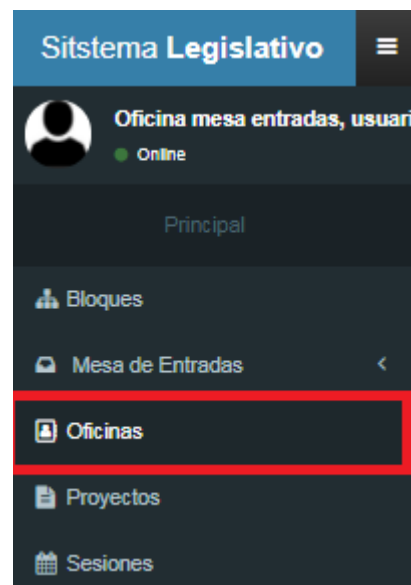 Sitstema Legislativo
Oficina mesa entradas, usuari
Online
Principal
Bloques
Mesa de Entradas
Oficinas
Proyectos
Sesiones